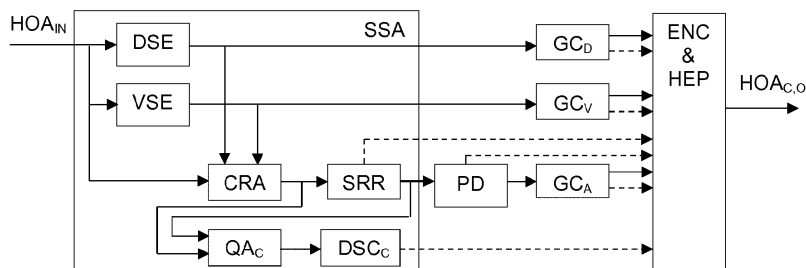 HOA_IN
DSE
SSA
GC_D
ENC
&
HEP
VSE
GC_V
HOA_C,O
CRA
SRR
PD
GC_A
QA_C
DSC_C